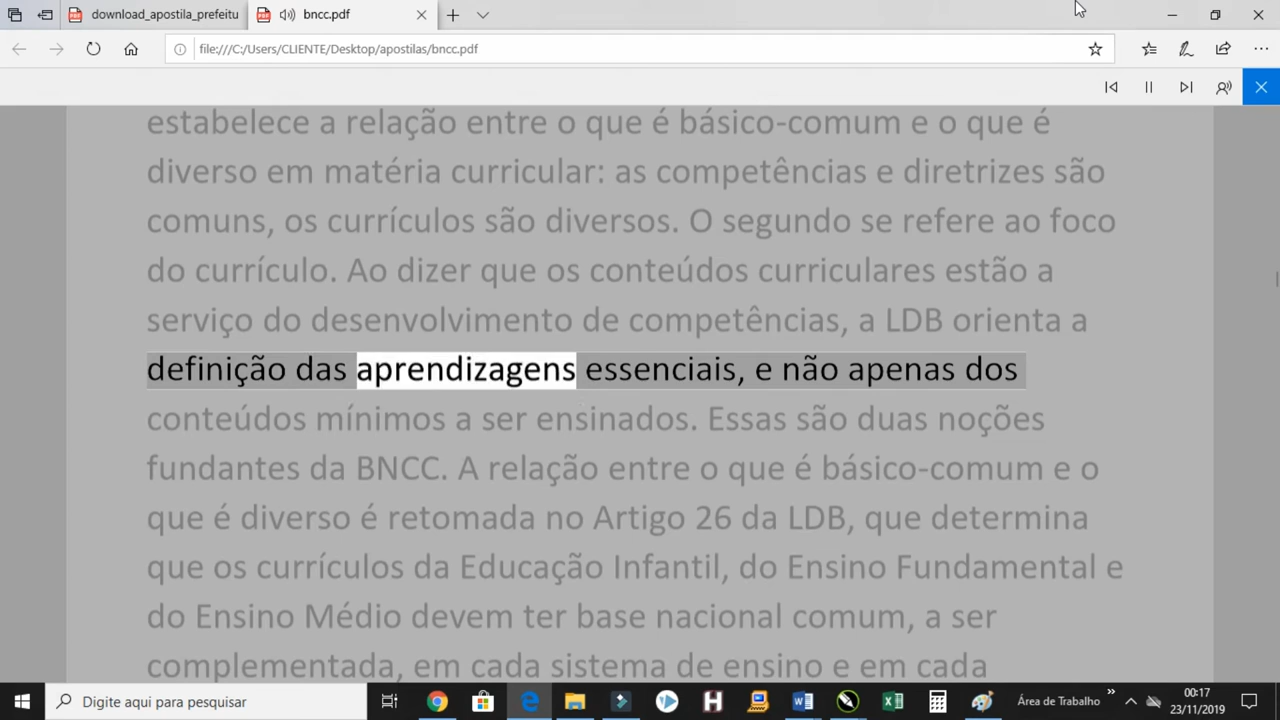 download_apostila_prefeitu
bncc.pdf
file:///C:/Users/CLIENTE/Desktop/apostilas/bncc.pdf
estabelece a relação entre o que é básico-comum e o que é
diverso em matéria curricular: as competências e diretrizes são
comuns, os currículos são diversos. O segundo se refere ao foco
do currículo. Ao dizer que os conteúdos curriculares estão a
serviço do desenvolvimento de competências, a LDB orienta a
definição das aprendizagens essenciais, e não apenas dos
conteúdos mínimos a ser ensinados. Essas são duas noções
fundantes da BNCC. A relação entre o que é básico-comum e o
que é diverso é retomada no Artigo 26 da LDB, que determina
que os currículos da Educação Infantil, do Ensino Fundamental e
do Ensino Médio devem ter base nacional comum, a ser
complementada, em cada sistema de ensino e em cada
Digite aqui para pesquisar
Área de Trabalho
00:17
23/11/2019